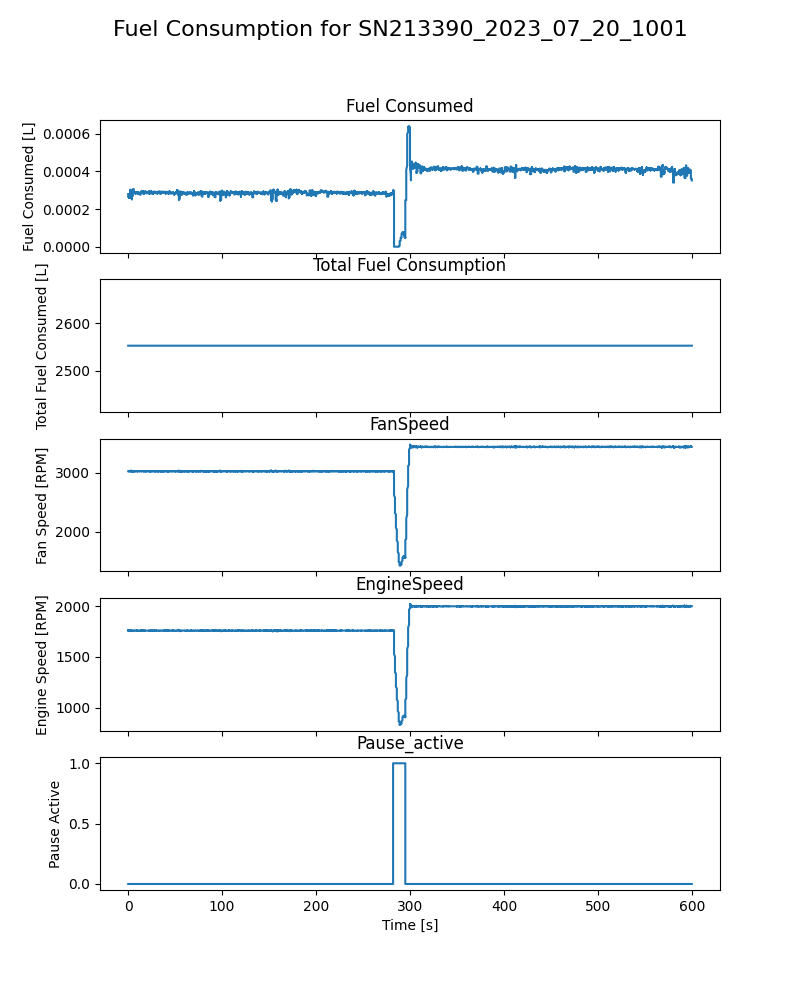 Fuel Consumption for SN213390_2023_07_20_1001
Fuel Consumed
Fuel Consumed [L]
0.0006
0.0004
0.0002
0.0000
Total Fuel Consumption
Total Fuel Consumed [L]
2600
2500
FanSpeed
Fan Speed [RPM]
3000
2000
EngineSpeed
Engine Speed [RPM]
2000
1500
1000
Pause_active
Pause Active
1.0
0.5
0.0
0 100 200 300 400 500 600
Time [s]